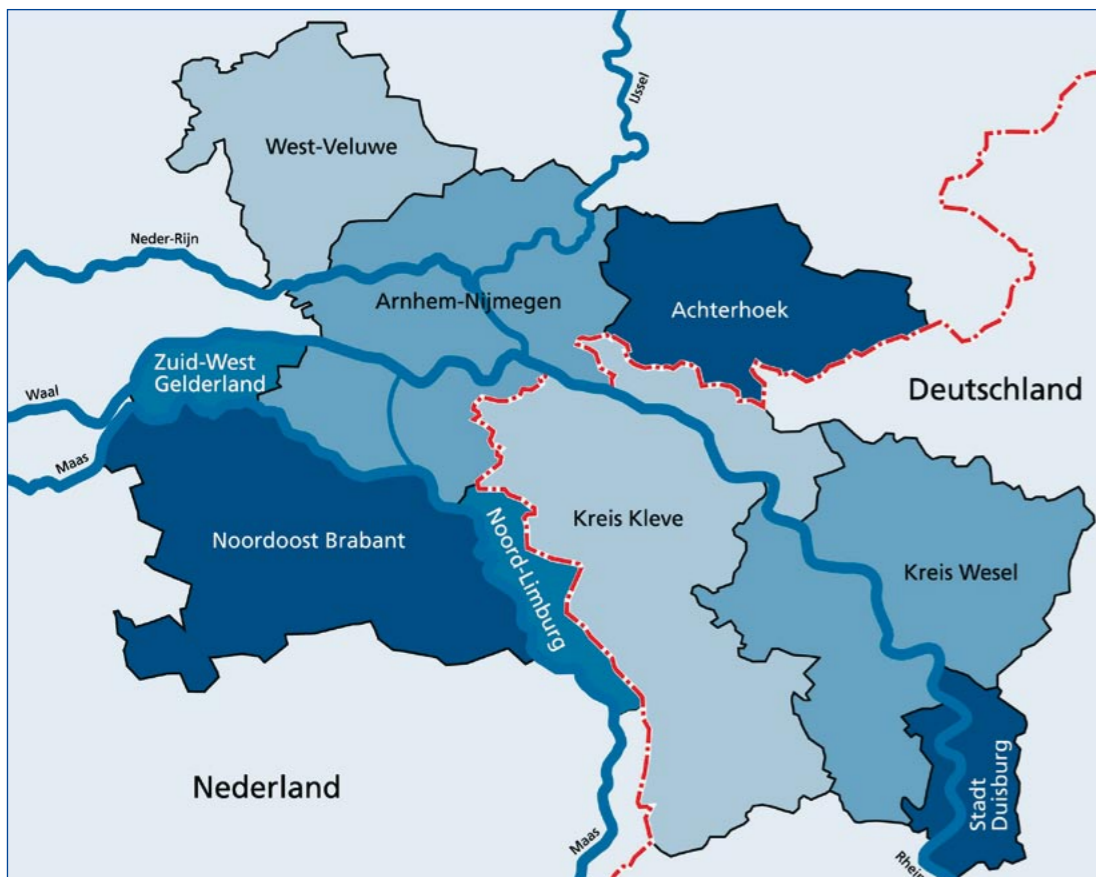 IJssel
West-Veluwe
Neder-Rijn
Arnhem-Nijmegen
Achterhoek
Zuid-West
Gelderland
Waal
Deutschland
Maas
Noordoost Brabant
Noord-Limburg
Kreis Kleve
Kreis Wesel
Nederland
Stadt
Duisburg
Maas
Rhein